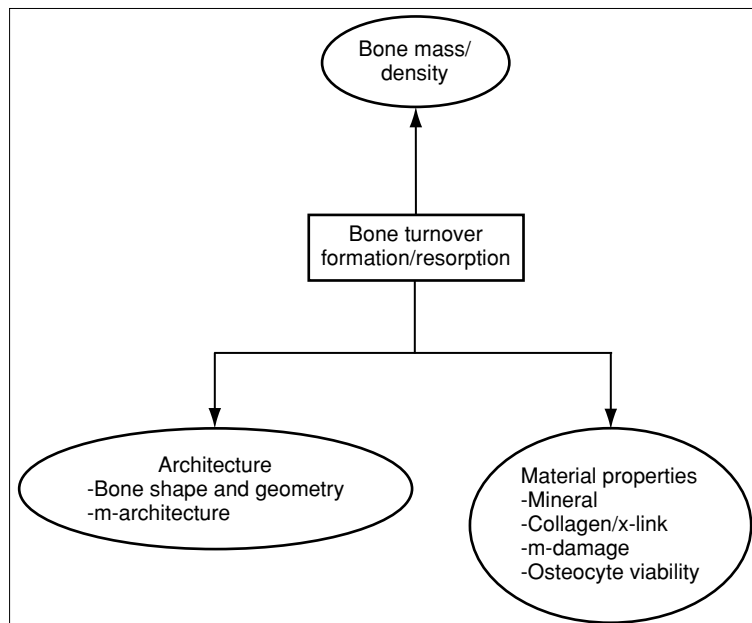 Bone mass/
density
Bone turnover
formation/resorption
Architecture
-Bone shape and geometry
-m-architecture
Material properties
-Mineral
-Collagen/x-link
-m-damage
-Osteocyte viability